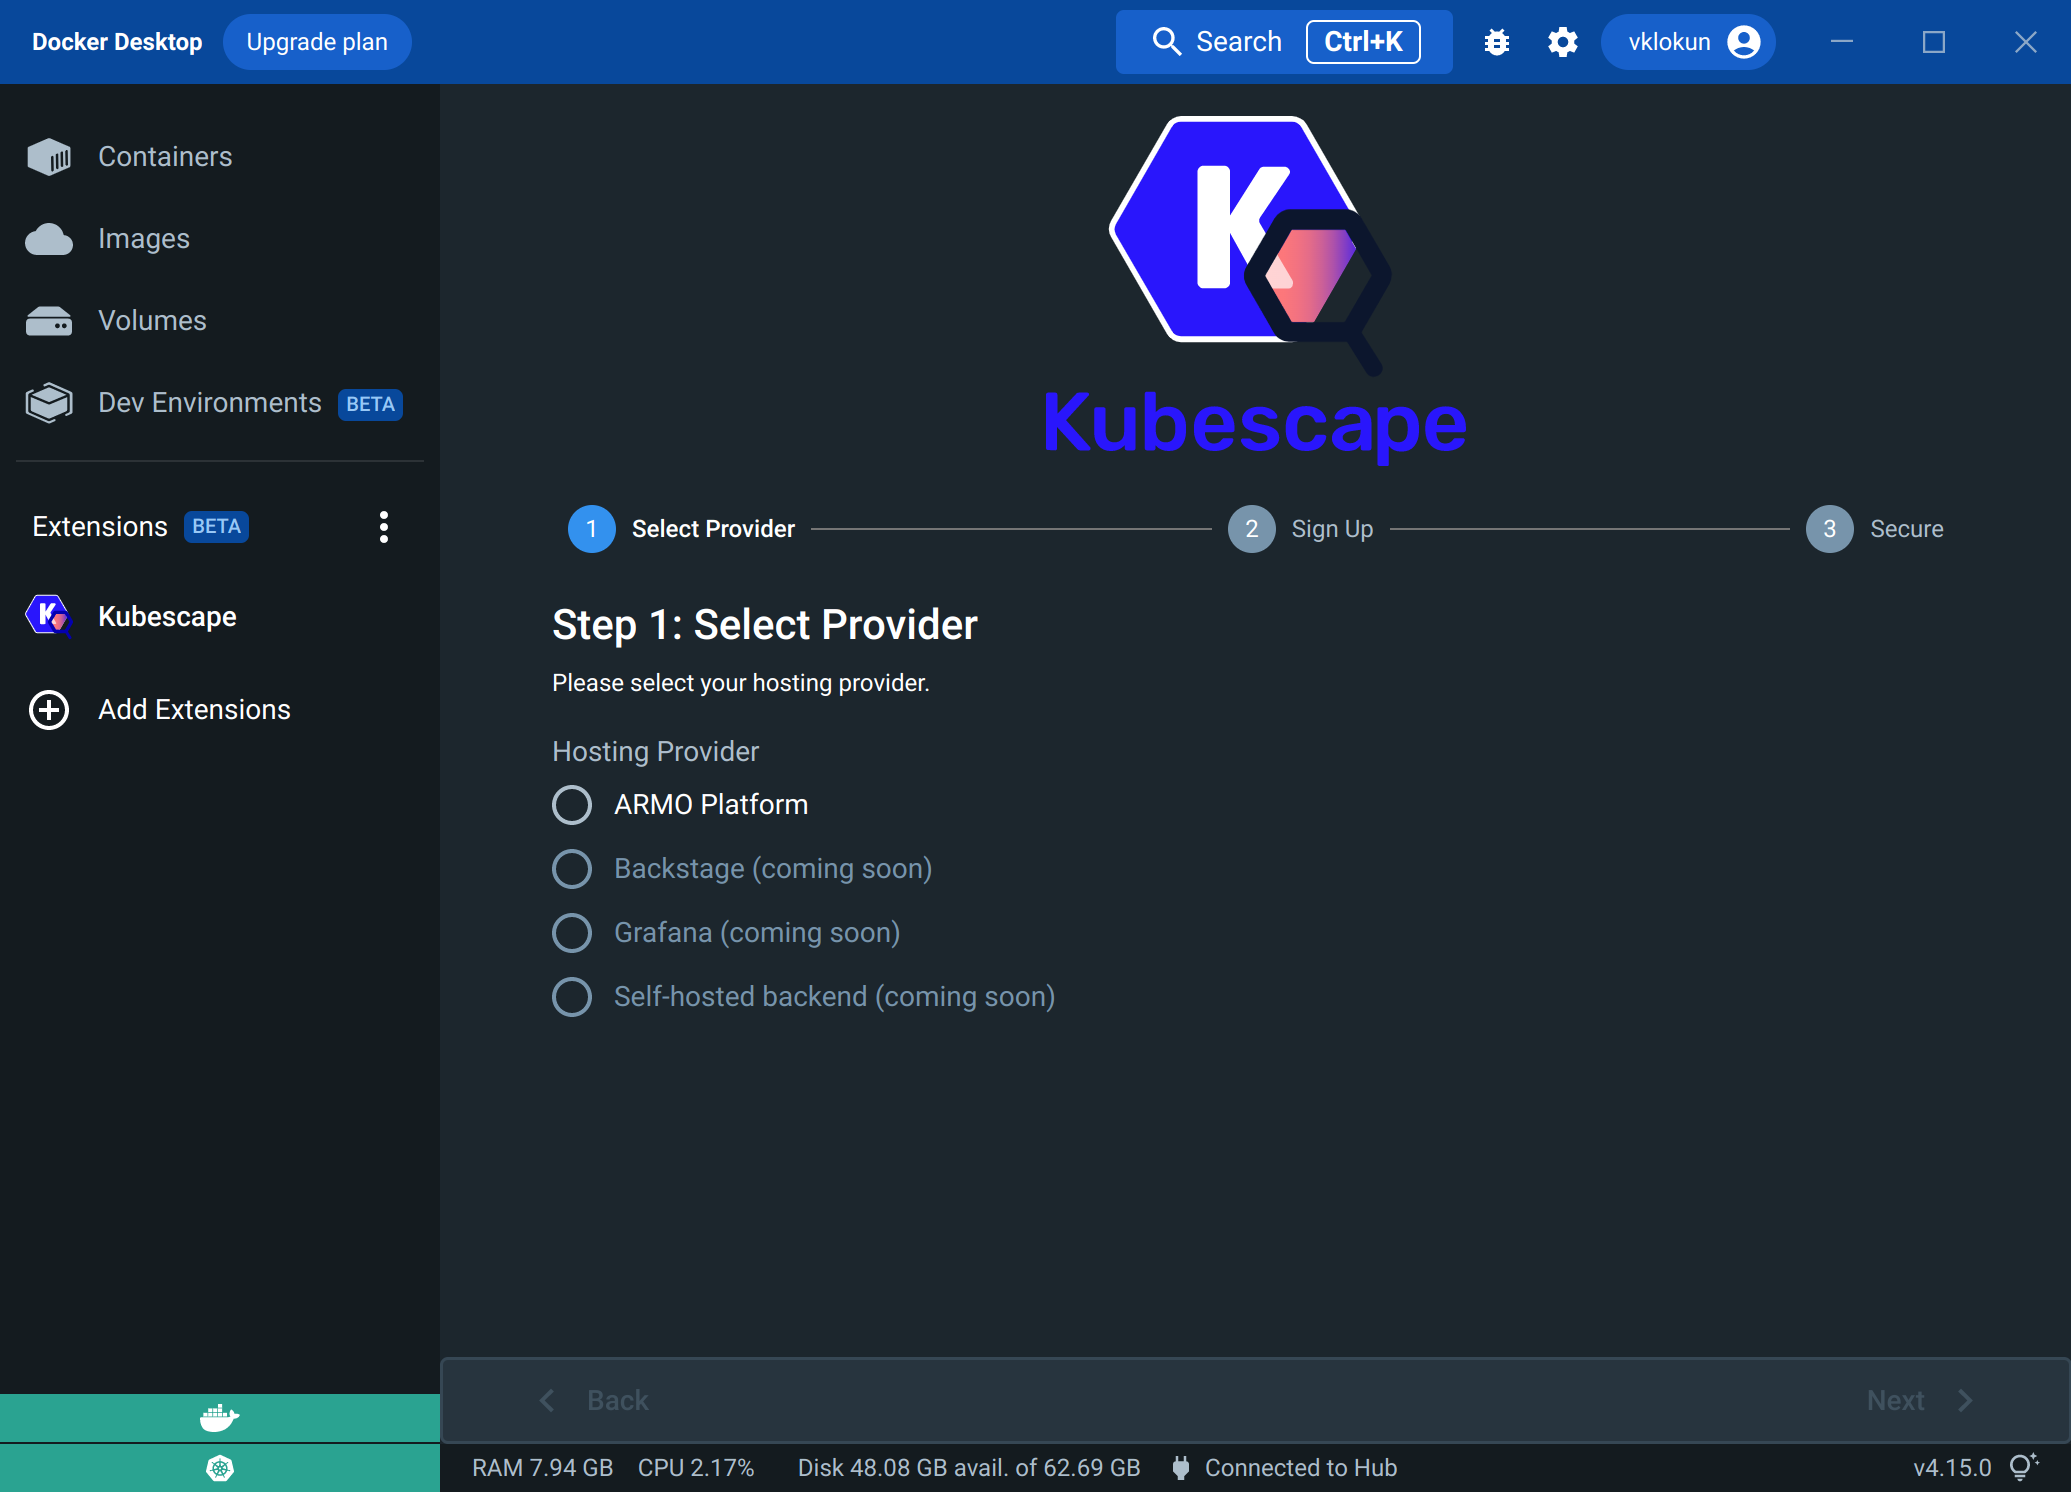 Docker Desktop Upgrade plan Search Ctrl+K vklokun
Containers
Images
Volumes
Dev Environments BETA
Extensions BETA
Kubescape
Add Extensions
K
Kubescape
1 Select Provider 2 Sign Up 3 Secure
Step 1: Select Provider
Please select your hosting provider.
Hosting Provider
ARMO Platform
Backstage (coming soon)
Grafana (coming soon)
Self-hosted backend (coming soon)
Back Next
RAM 7.94 GB CPU 2.17% Disk 48.08 GB avail. of 62.69 GB Connected to Hub v4.15.0